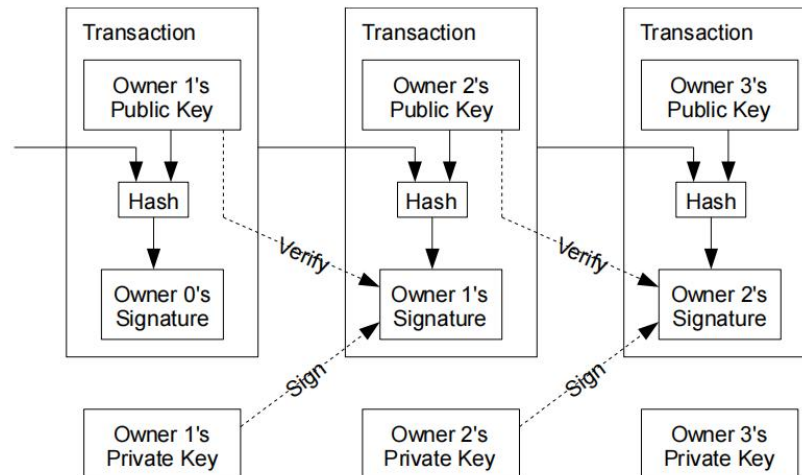 Transaction
Owner 1's
Public Key
Hash
Owner 0's
Signature
Transaction
Owner 2's
Public Key
Hash
Verify
Owner 1's
Signature
Transaction
Owner 3's
Public Key
Hash
Verify
Owner 2's
Signature
Sign
Sign
Owner 1's
Private Key
Owner 2's
Private Key
Owner 3's
Private Key